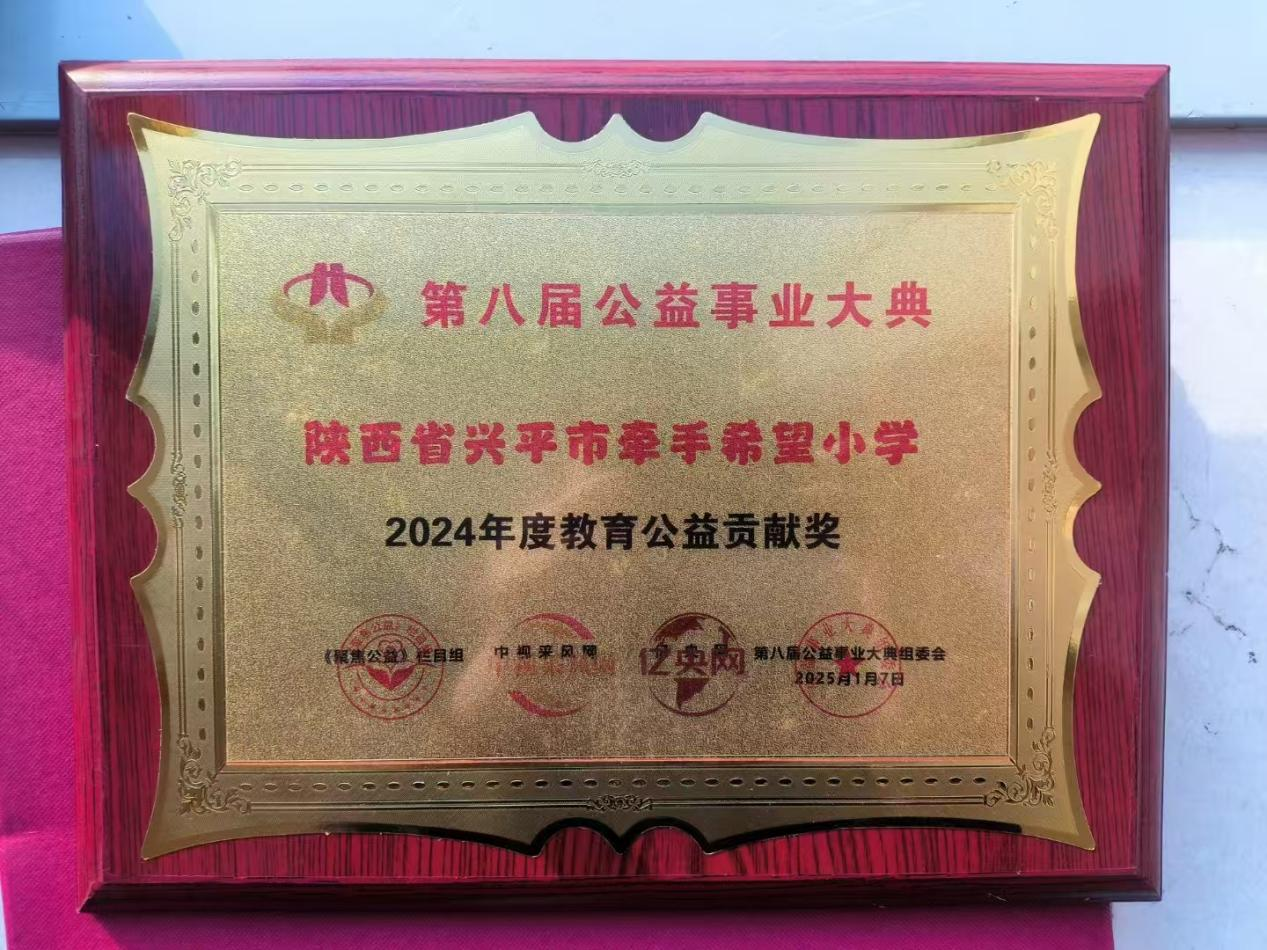 第八届公益事业大典
陕西省兴平市牵手希望小学
2024年度教育公益贡献奖
《聚焦公益》栏目组
中视采风网
亿央网
第八届公益事业大典组委会
2025年1月7日